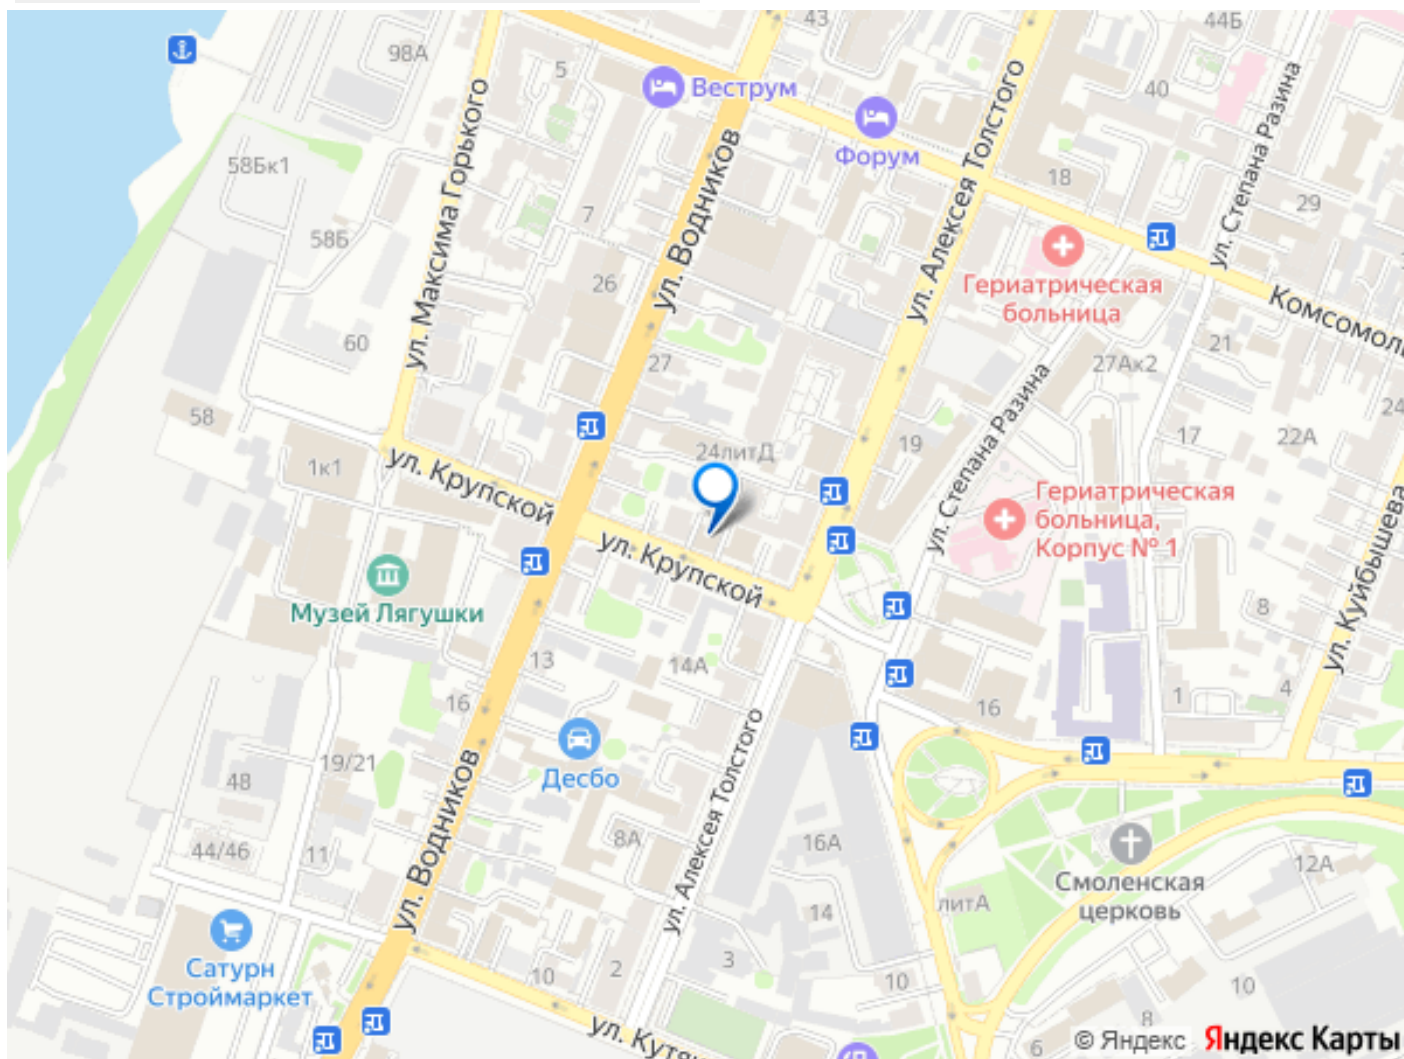 43
44Б
98А
5
Веструм
40
Форум
ул. Максима Горького
ул. Водников
ул. Алексея Толстого
ул. Степана Разина
58Бк1
18
29
7
58Б
Гериатрическая
больница
26
Комсомоль
60
27
21
27Ак2
58
24
17
22А
19
24литД
1к1
ул. Крупской
ул. Степана Разина
Гериатрическая
больница,
Корпус № 1
ул. Крупской
ул. Куйбышева
Музей Лягушки
8
13
14А
1
4
16
16
ул. Водников
ул. Алексея Толстого
Десбо
19/21
48
8А
16А
44/46
11
12А
Смоленская
церковь
литА
14
Сатурн
Строймаркет
10
2
3
10
10
ул. Кутяк
8
6
© Яндекс Яндекс Карты